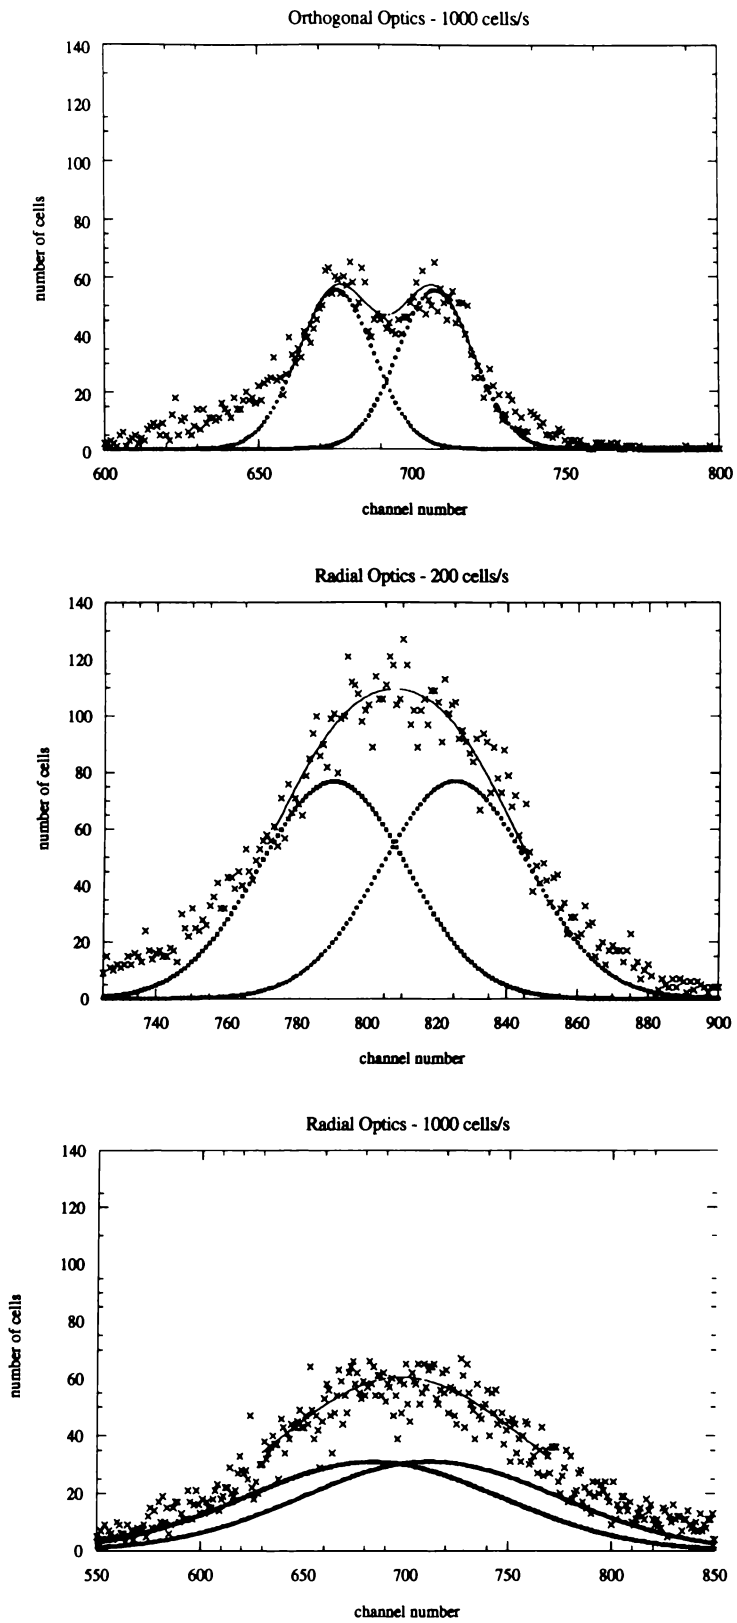 Orthogonal Optics - 1000 cells/s
140
120
100
80
60
40
20
0
number of cells
600 650 700 750 800
channel number
Radial Optics - 200 cells/s
140
120
100
80
60
40
20
0
number of cells
740 760 780 800 820 840 860 880 900
channel number
Radial Optics - 1000 cells/s
140
120
100
80
60
40
20
0
number of cells
550 600 650 700 750 800 850
channel number